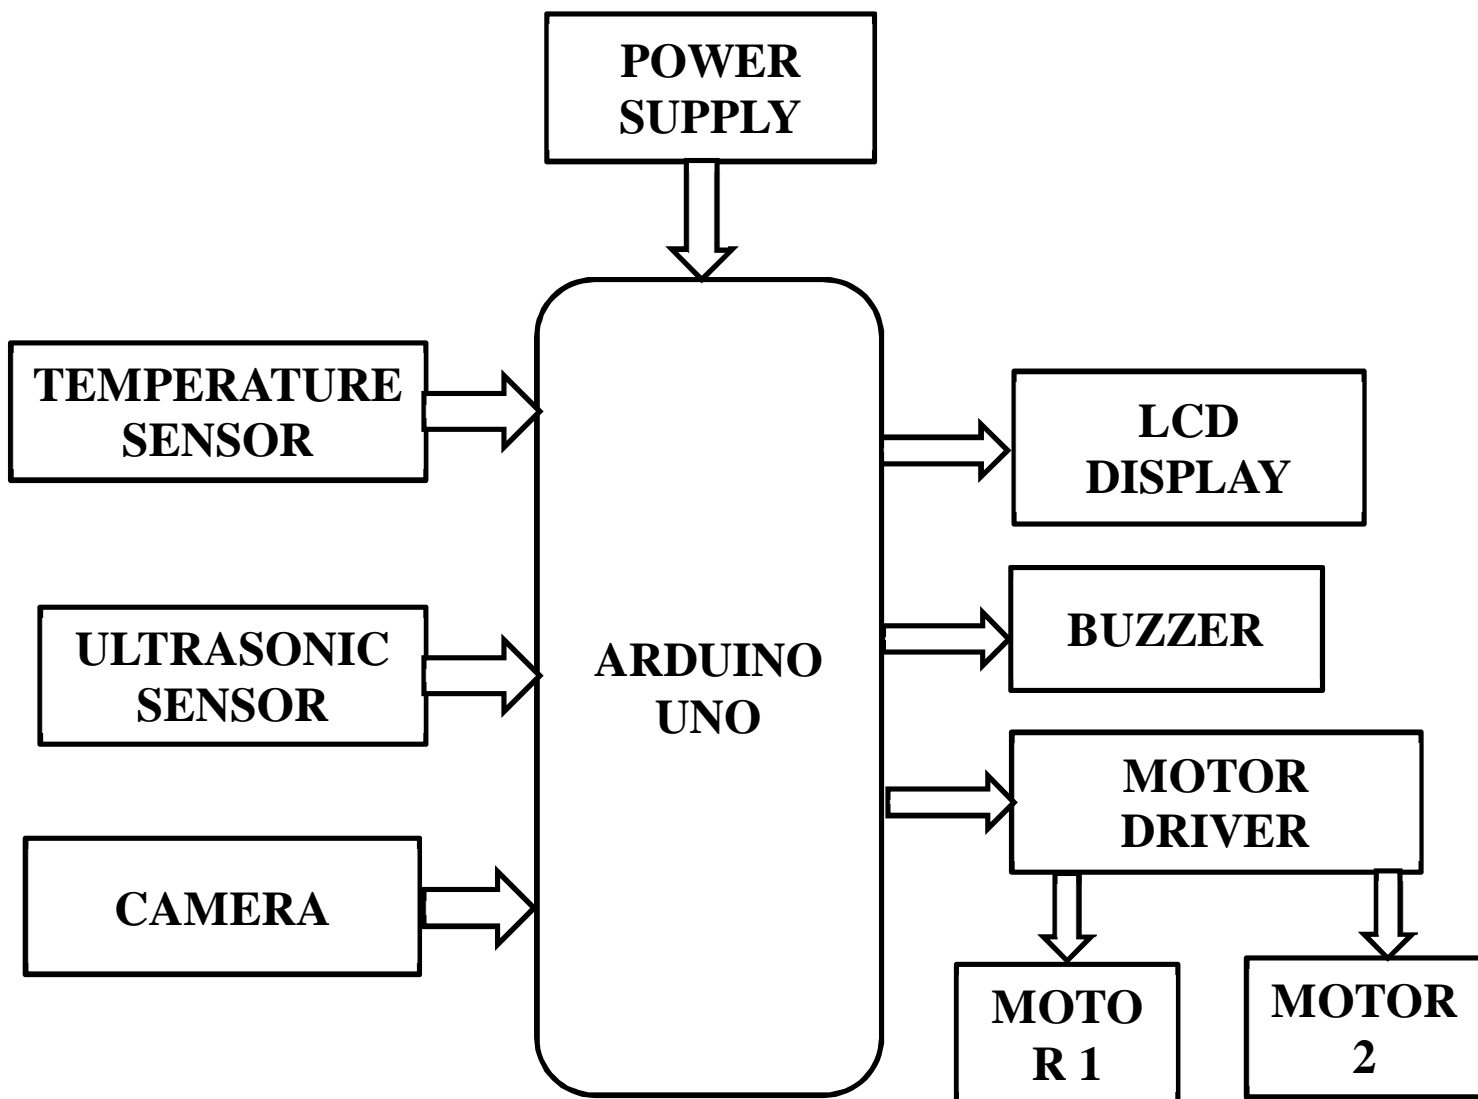 POWER
SUPPLY
TEMPERATURE
SENSOR
LCD
DISPLAY
ULTRASONIC
SENSOR
ARDUINO
UNO
BUZZER
MOTOR
DRIVER
CAMERA
MOTO
R 1
MOTOR
2